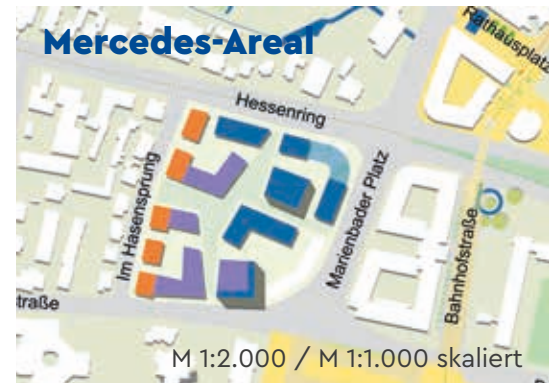 Mercedes-Areal
Rathausplatz
Hessenring
Im Hasensprung
Marienbader Platz
Bahnhofstraße
traße
M 1:2.000 / M 1:1.000 skaliert